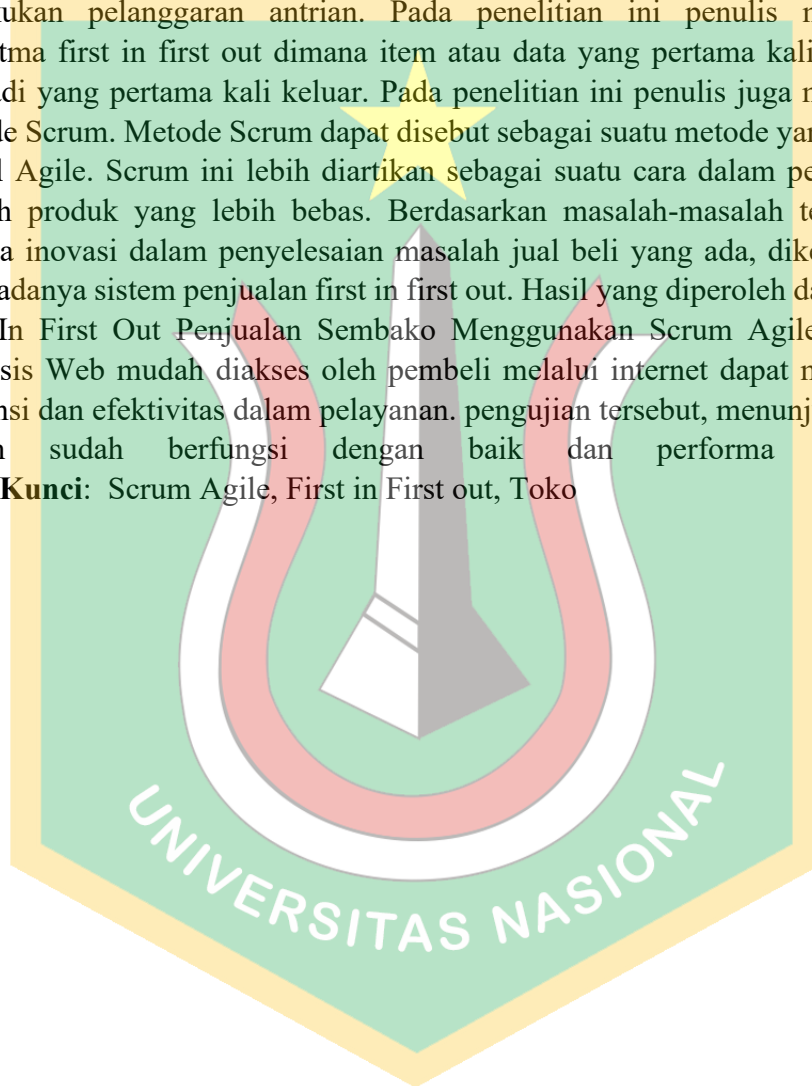 ukan pelanggaran antrian. Pada penelitian ini penulis
tma first in first out dimana item atau data yang pertama kali
adi yang pertama kali keluar. Pada penelitian ini penulis juga
le Scrum. Metode Scrum dapat disebut sebagai suatu metode
l Agile. Scrum ini lebih diartikan sebagai suatu cara dalam pe
h produk yang lebih bebas. Berdasarkan masalah-masalah te
a inovasi dalam penyelesaian masalah jual beli yang ada, dike
adanya sistem penjualan first in first out. Hasil yang diperoleh da
In First Out Penjualan Sembako Menggunakan Scrum Agile
sis Web mudah diakses oleh pembeli melalui internet dapat
nsi dan efektivitas dalam pelayanan. pengujian tersebut, menunj
sudah berfungsi dengan baik dan performa
Kunci: Scrum Agile, First in First out, Toko
UNIVERSITAS NASIONAL